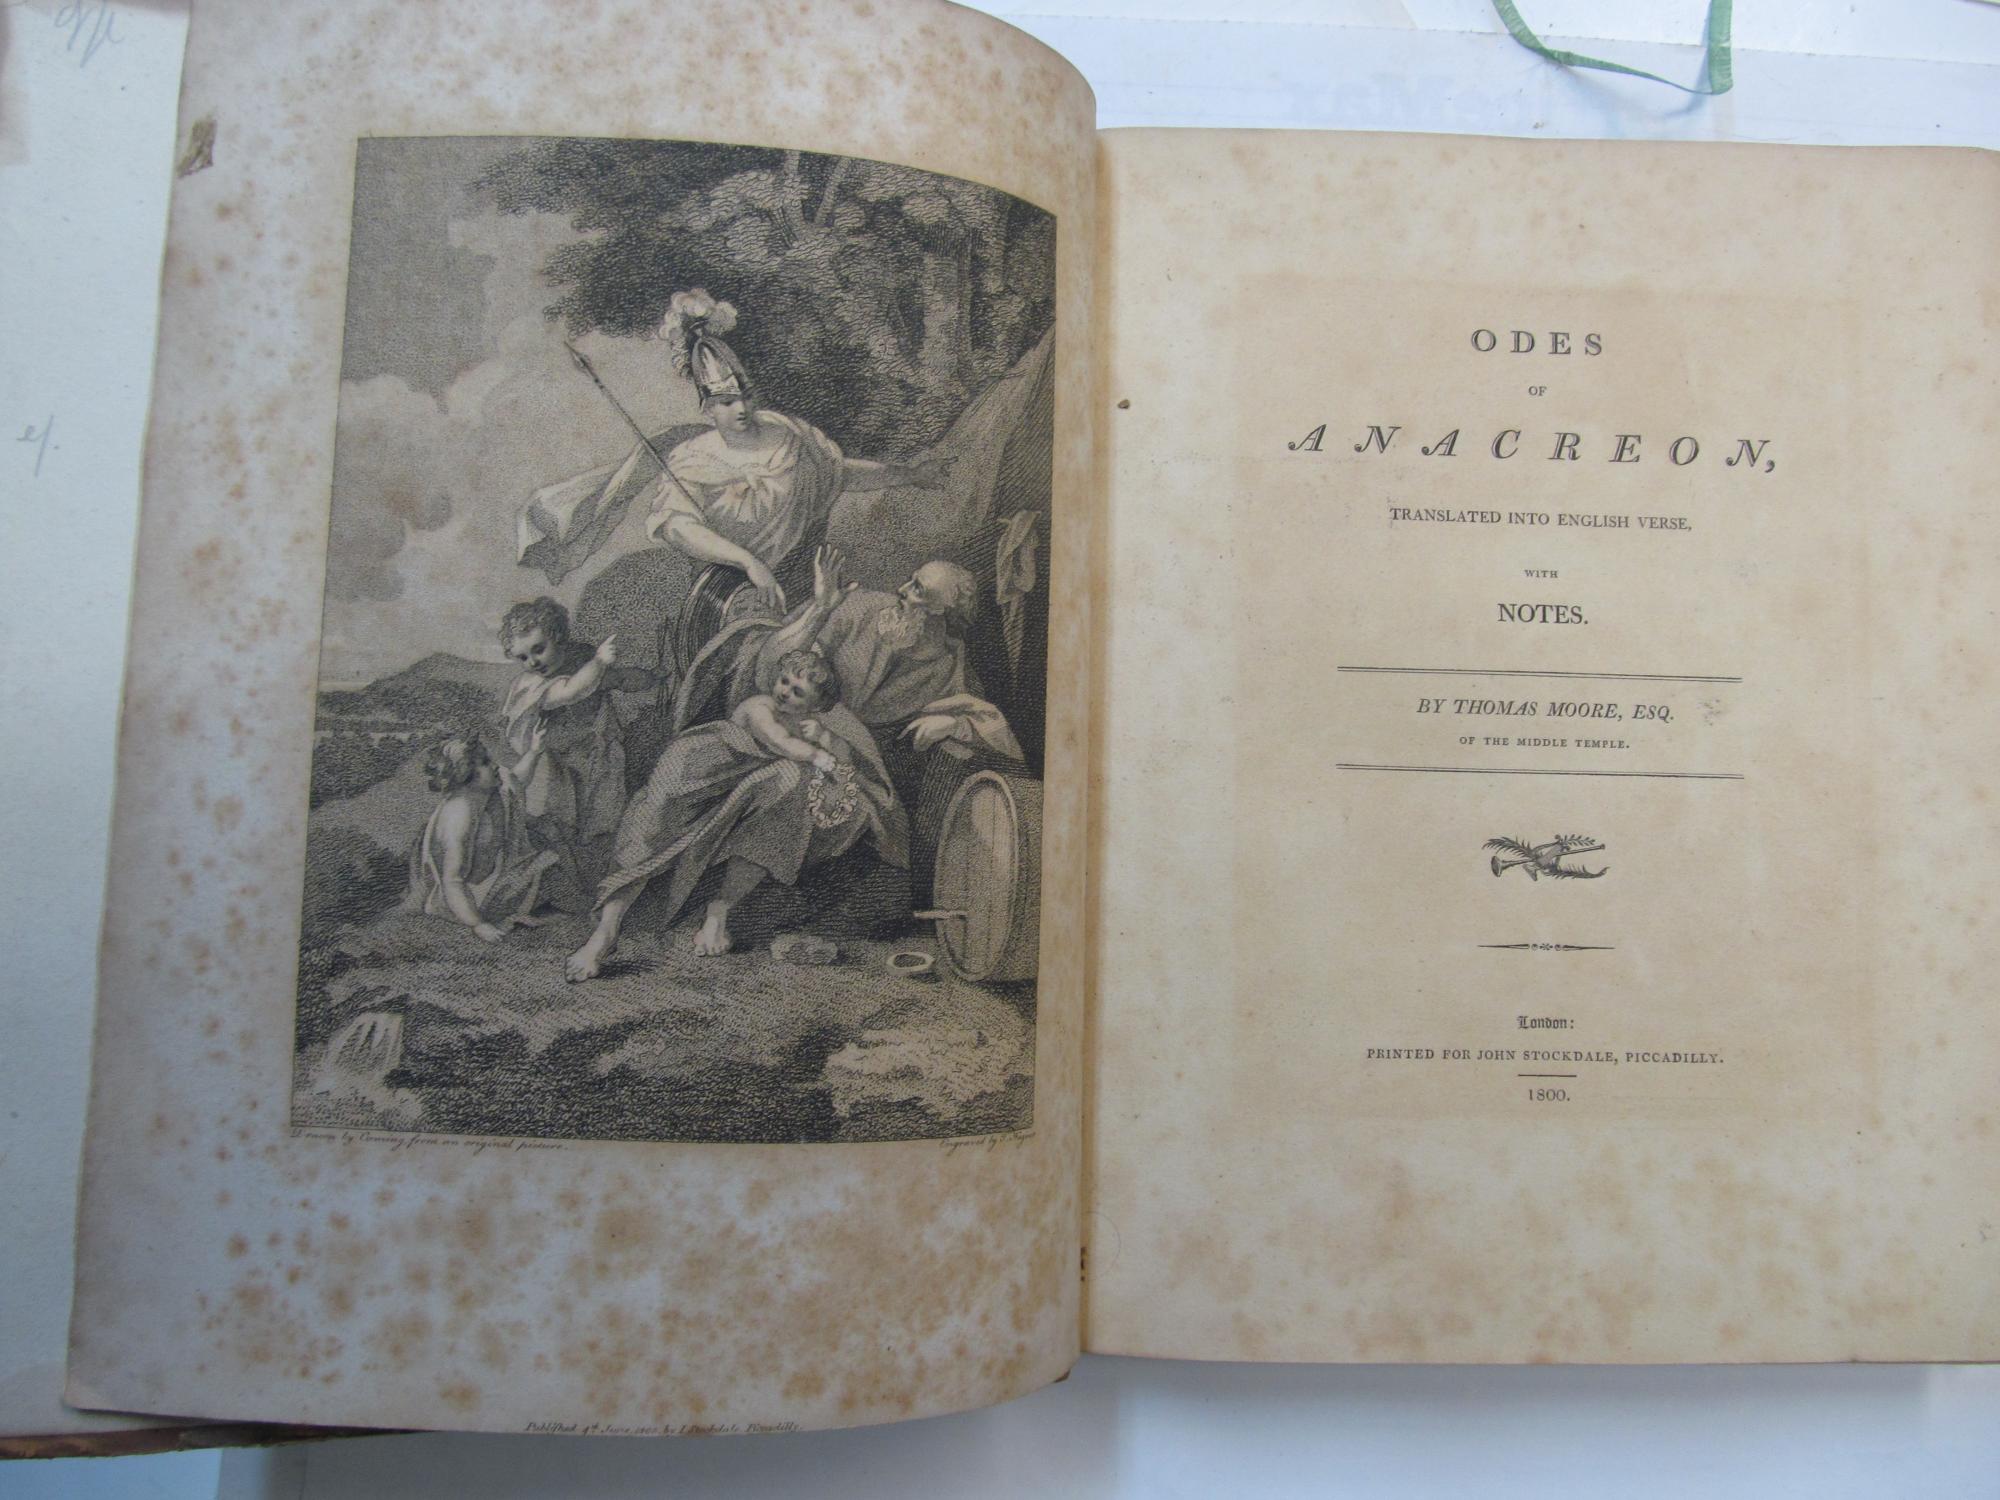 Drawn by Coming from an original picture.
Engraved by
Published 4th June, 1800, by J. Stockdale, Piccadilly.
ODES
OF
ANACREON,
TRANSLATED INTO ENGLISH VERSE,
WITH
NOTES.
BY THOMAS MOORE, ESQ.
OF THE MIDDLE TEMPLE.
London:
PRINTED FOR JOHN STOCKDALE, PICCADILLY.
1800.